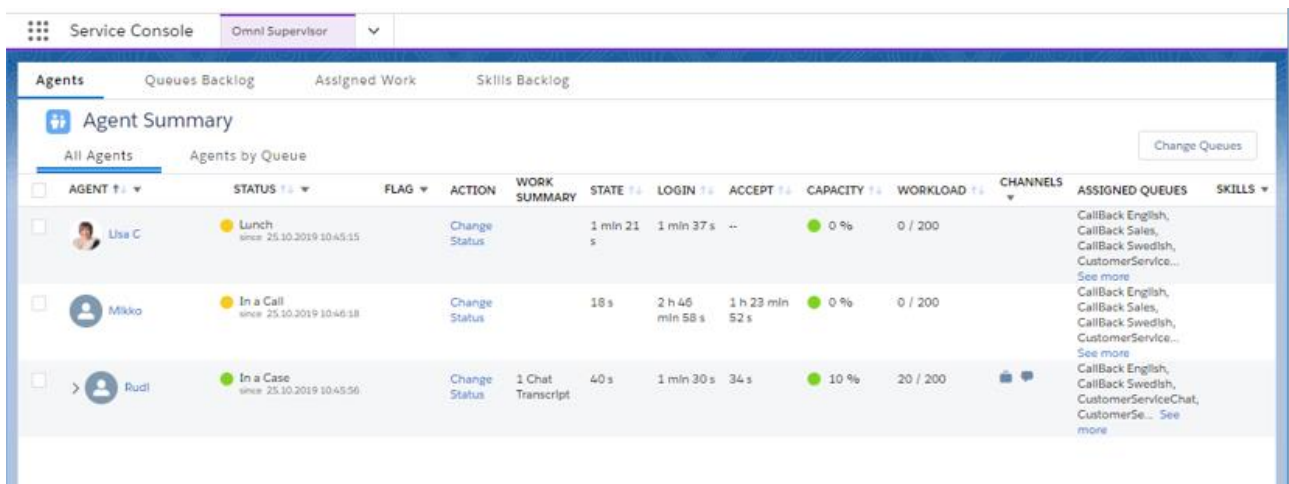 Service Console
Omni Supervisor
Agents
Queues Backlog
Assigned Work
Skills Backlog
Agent Summary
Change Queues
All Agents
Agents by Queue
AGENT
STATUS
FLAG
ACTION
WORK
SUMMARY
STATE
LOGIN
ACCEPT
CAPACITY
WORKLOAD
CHANNELS
ASSIGNED QUEUES
SKILLS
Lisa C
Lunch
since 25.10.2019 10:45:15
Change
Status
1 min 21
s
1 min 37 s
--
0 %
0 / 200
CallBack English,
CallBack Sales,
CallBack Swedish,
CustomerService...
See more
Mikko
In a Call
since 25.10.2019 10:46:18
Change
Status
18 s
2 h 46
min 58 s
1 h 23 min
52 s
0 %
0 / 200
CallBack English,
CallBack Sales,
CallBack Swedish,
CustomerService...
See more
Rudi
In a Case
since 25.10.2019 10:45:56
Change
Status
1 Chat
Transcript
40 s
1 min 30 s
34 s
10 %
20 / 200
CallBack English,
CallBack Swedish,
CustomerServiceChat,
CustomerSe... See
more